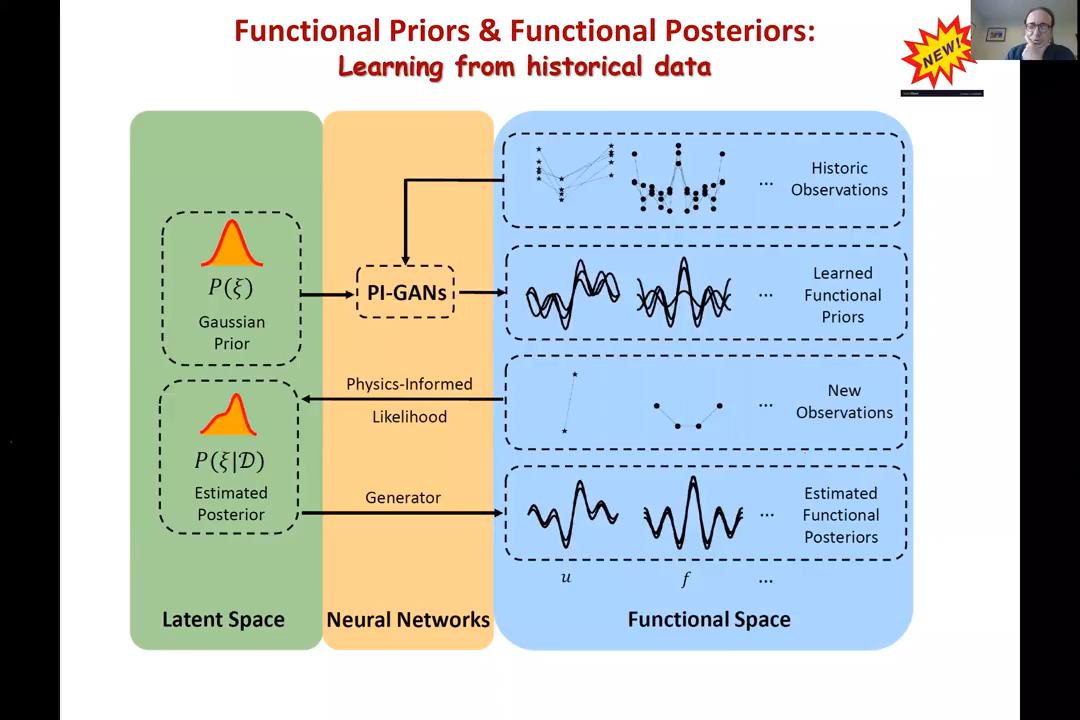 Functional Priors & Functional Posteriors:
Learning from historical data
NEW!
Historic
Observations
...
P(ξ)
Gaussian
Prior
PI-GANs
Learned
Functional
Priors
...
Physics-Informed
Likelihood
New
Observations
...
P(ξ|𝒟)
Estimated
Posterior
Generator
Estimated
Functional
Posteriors
...
u
f
...
Latent Space
Neural Networks
Functional Space